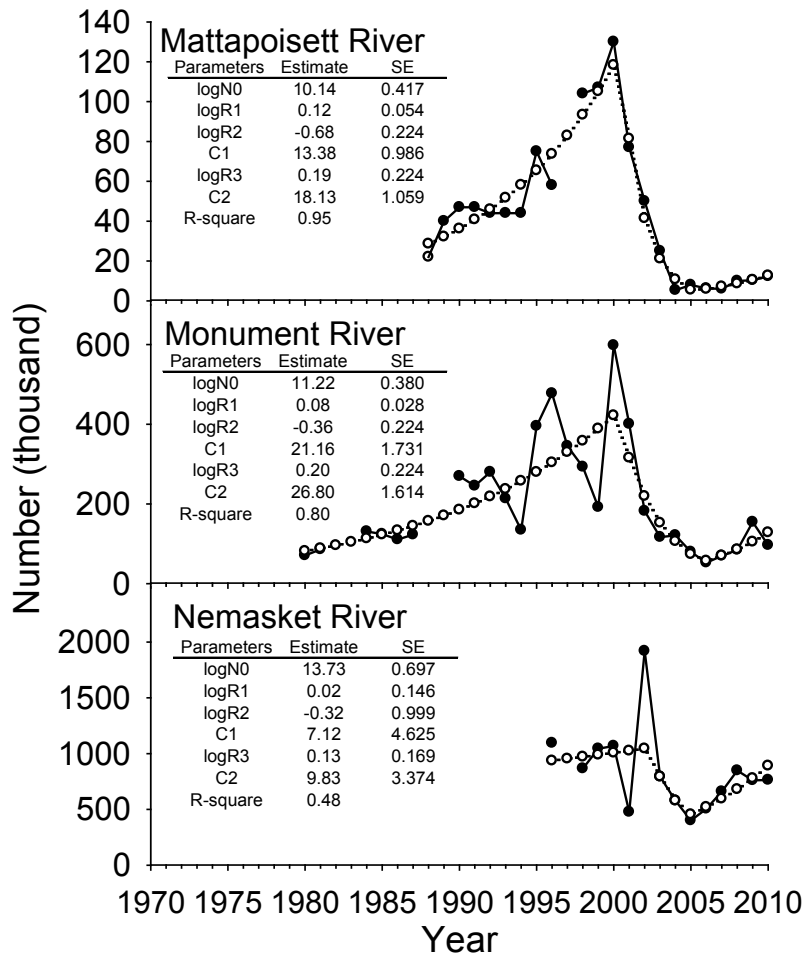 Number (thousand)
140
120
100
80
60
40
20
0
Mattapoisett River
Parameters Estimate SE
logN0 10.14 0.417
logR1 0.12 0.054
logR2 -0.68 0.224
C1 13.38 0.986
logR3 0.19 0.224
C2 18.13 1.059
R-square 0.95
600
400
200
0
Monument River
Parameters Estimate SE
logN0 11.22 0.380
logR1 0.08 0.028
logR2 -0.36 0.224
C1 21.16 1.731
logR3 0.20 0.224
C2 26.80 1.614
R-square 0.80
2000
1500
1000
500
0
Nemasket River
Parameters Estimate SE
logN0 13.73 0.697
logR1 0.02 0.146
logR2 -0.32 0.999
C1 7.12 4.625
logR3 0.13 0.169
C2 9.83 3.374
R-square 0.48
1970 1975 1980 1985 1990 1995 2000 2005 2010
Year